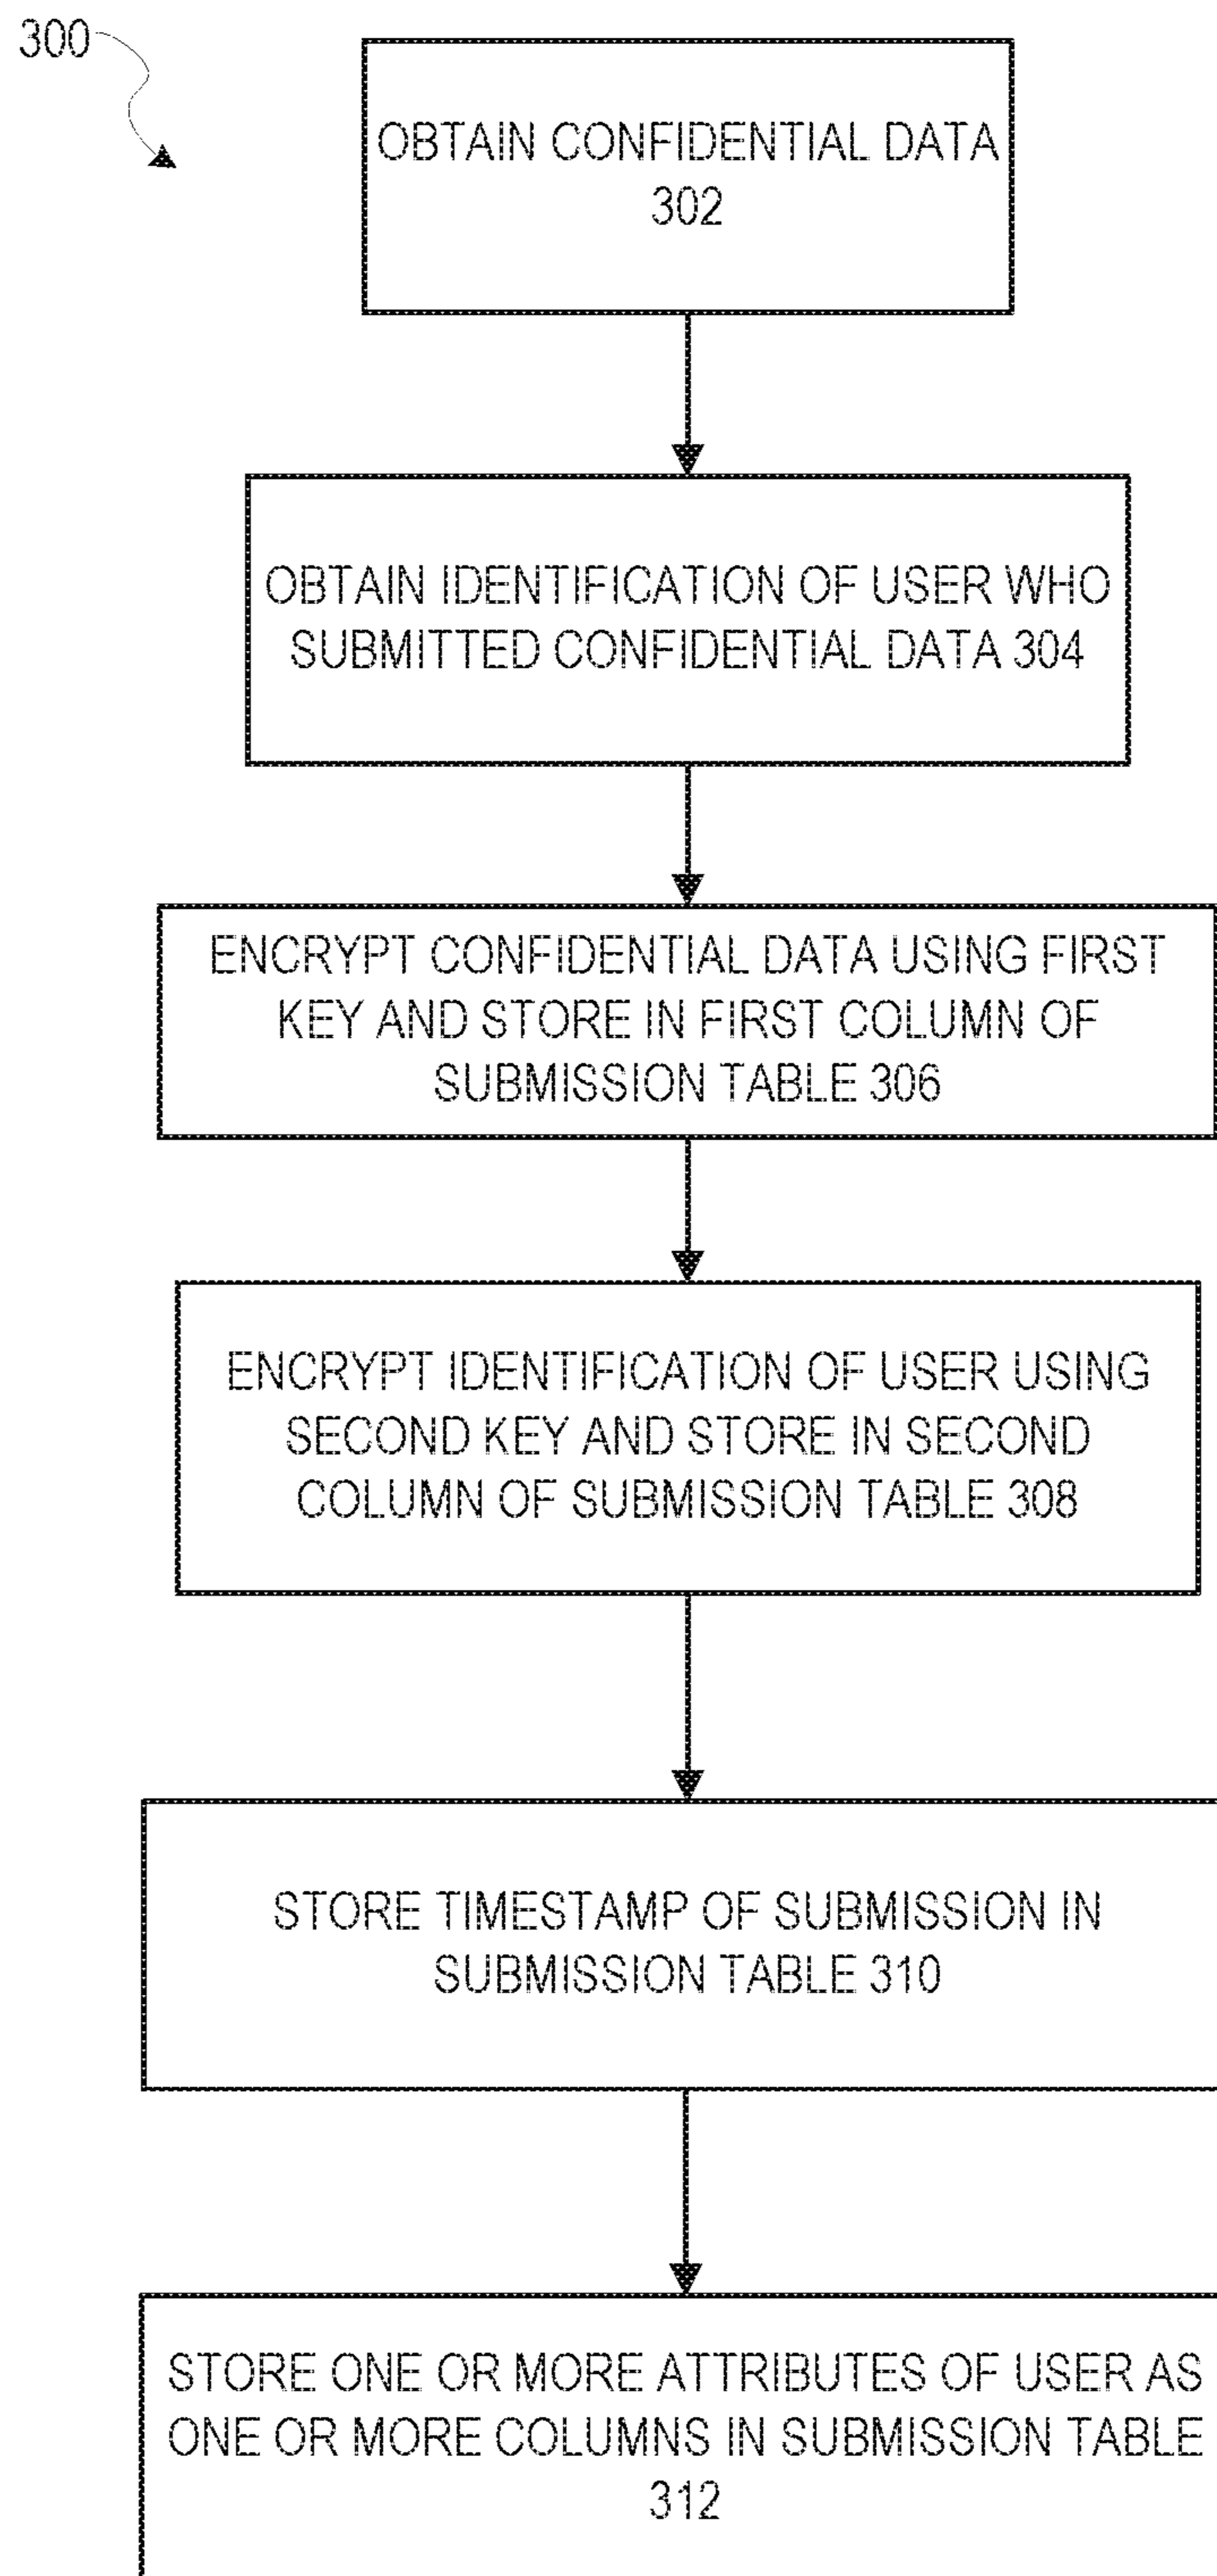 300
OBTAIN CONFIDENTIAL DATA
302
OBTAIN IDENTIFICATION OF USER WHO
SUBMITTED CONFIDENTIAL DATA 304
ENCRYPT CONFIDENTIAL DATA USING FIRST
KEY AND STORE IN FIRST COLUMN OF
SUBMISSION TABLE 306
ENCRYPT IDENTIFICATION OF USER USING
SECOND KEY AND STORE IN SECOND
COLUMN OF SUBMISSION TABLE 308
STORE TIMESTAMP OF SUBMISSION IN
SUBMISSION TABLE 310
STORE ONE OR MORE ATTRIBUTES OF USER AS
ONE OR MORE COLUMNS IN SUBMISSION TABLE
312